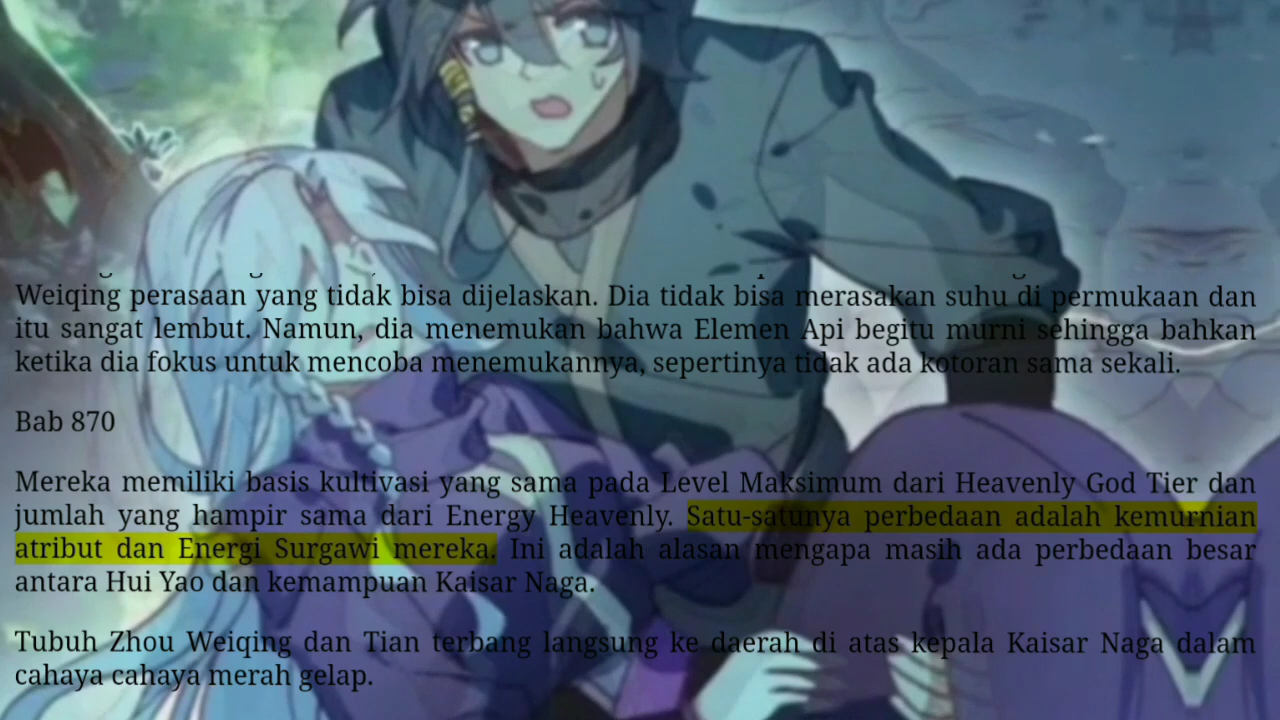 Weiqing perasaan yang tidak bisa dijelaskan. Dia tidak bisa merasakan suhu di permukaan dan
itu sangat lembut. Namun, dia menemukan bahwa Elemen Api begitu murni sehingga bahkan
ketika dia fokus untuk mencoba menemukannya, sepertinya tidak ada kotoran sama sekali.
Bab 870
Mereka memiliki basis kultivasi yang sama pada Level Maksimum dari Heavenly God Tier dan
jumlah yang hampir sama dari Energy Heavenly. Satu-satunya perbedaan adalah kemurnian
atribut dan Energi Surgawi mereka. Ini adalah alasan mengapa masih ada perbedaan besar
antara Hui Yao dan kemampuan Kaisar Naga.
Tubuh Zhou Weiqing dan Tian terbang langsung ke daerah di atas kepala Kaisar Naga dalam
cahaya cahaya merah gelap.